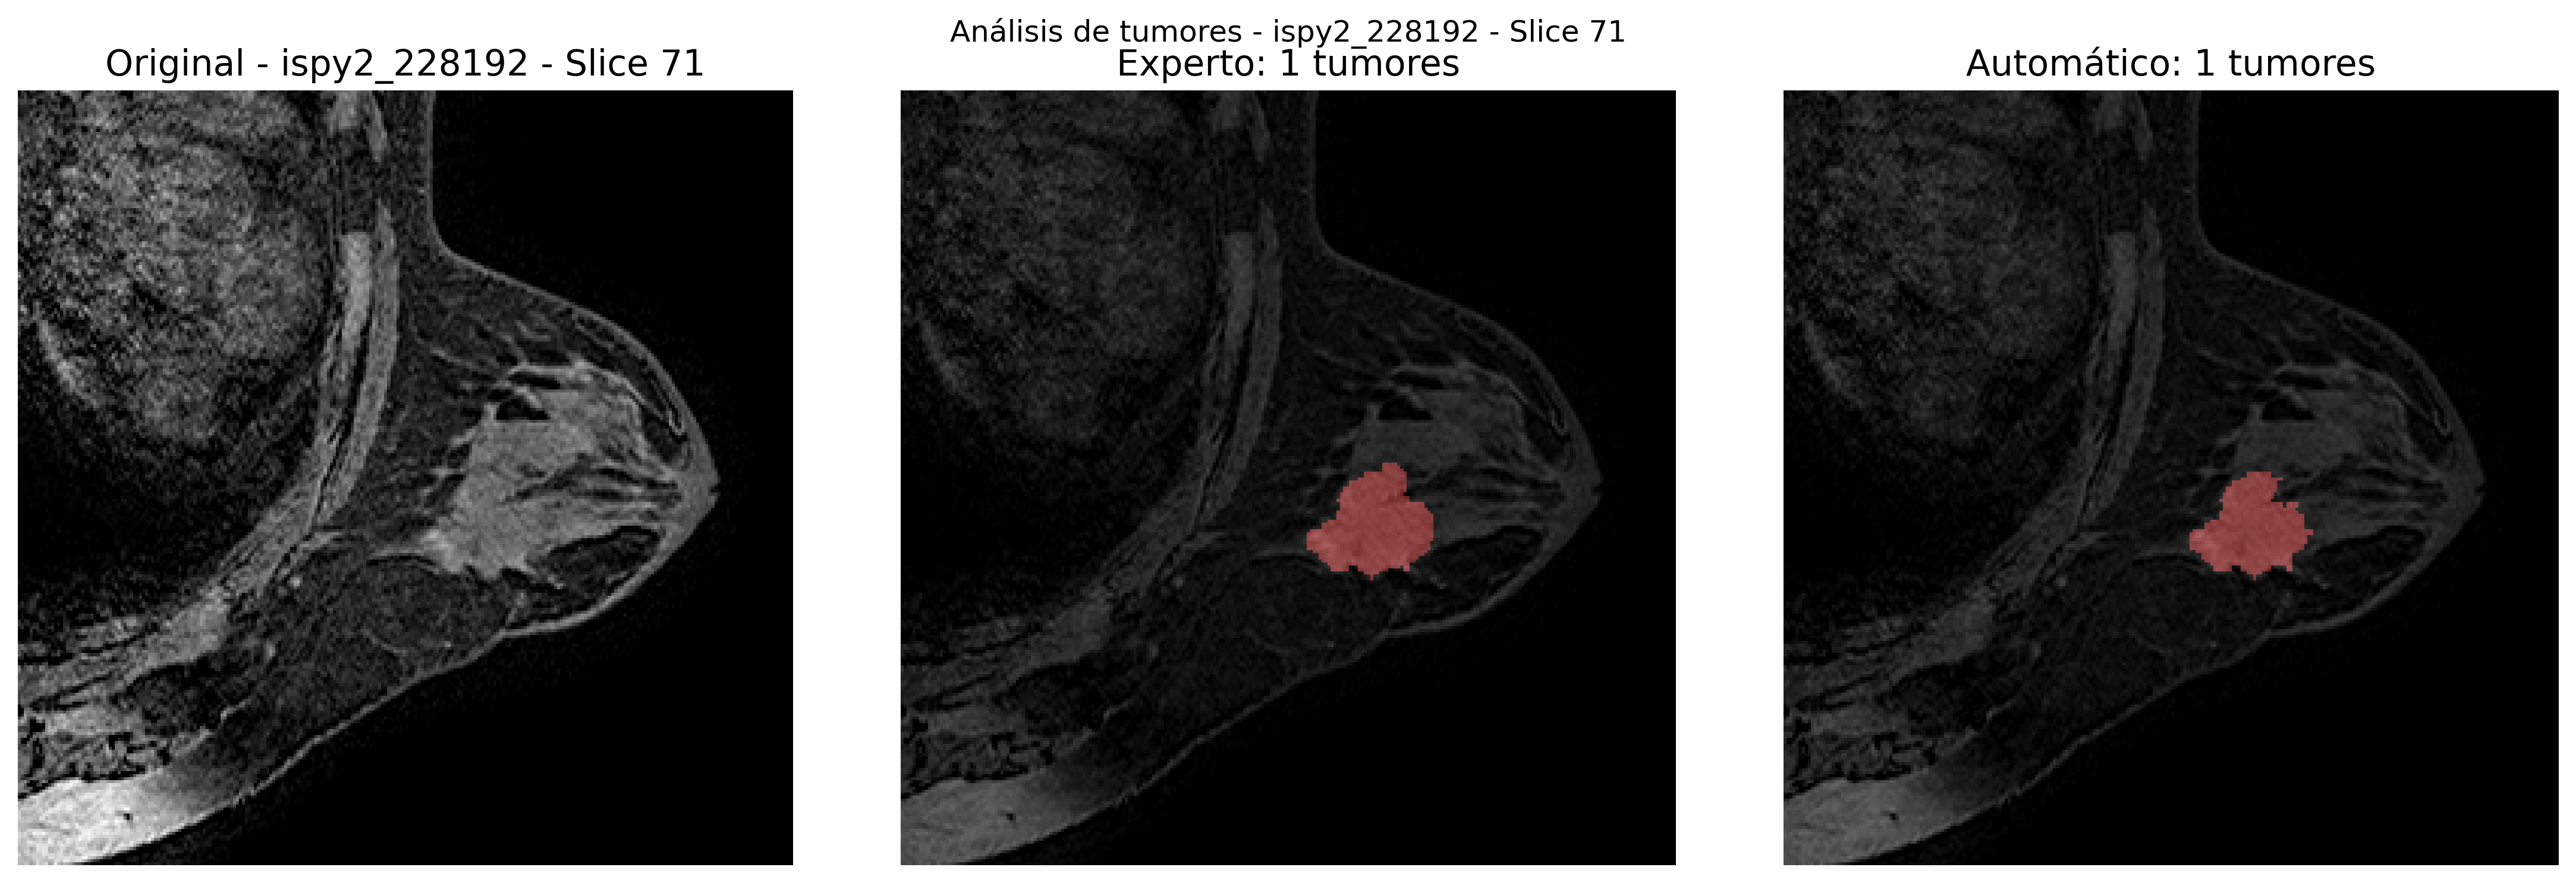 Análisis de tumores - ispy2_228192 - Slice 71
Original - ispy2_228192 - Slice 71
Experto: 1 tumores
Automático: 1 tumores